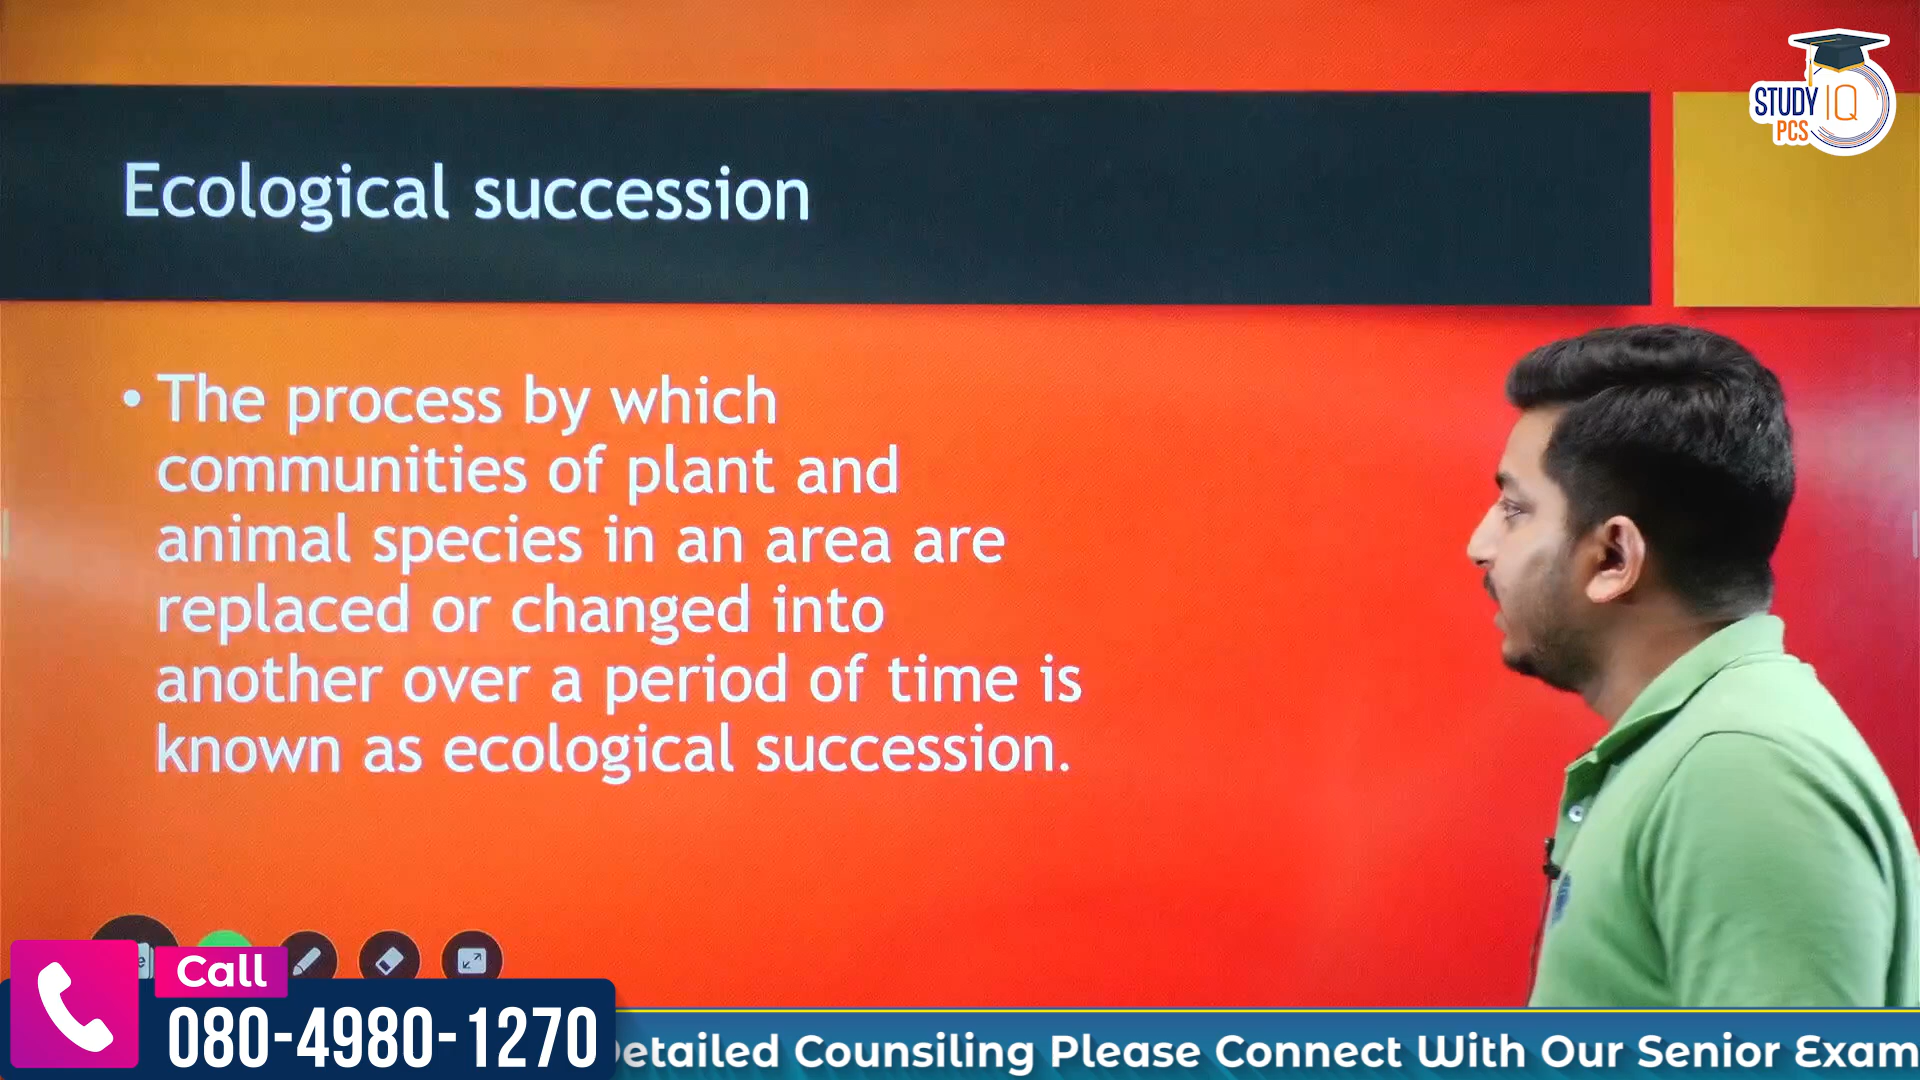 STUDY IQ
PCS
Ecological succession
• The process by which
communities of plant and
animal species in an area are
replaced or changed into
another over a period of time is
known as ecological succession.
Call
080-4980-1270
etailed Counsiling Please Connect With Our Senior Exam